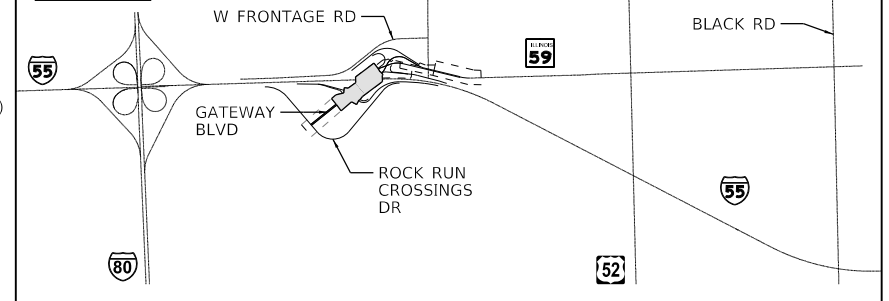 W FRONTAGE RD
BLACK RD
ILLINOIS
59
55
GATEWAY
BLVD
ROCK RUN
CROSSINGS
DR
55
80
52
)